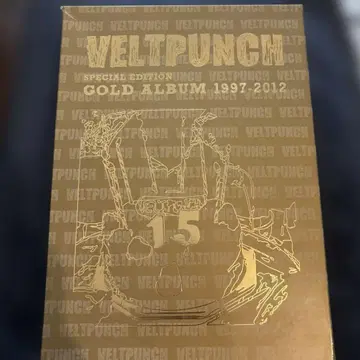 VELTPUNCH
SPECIAL EDITION
GOLD ALBUM 1997-2012
15